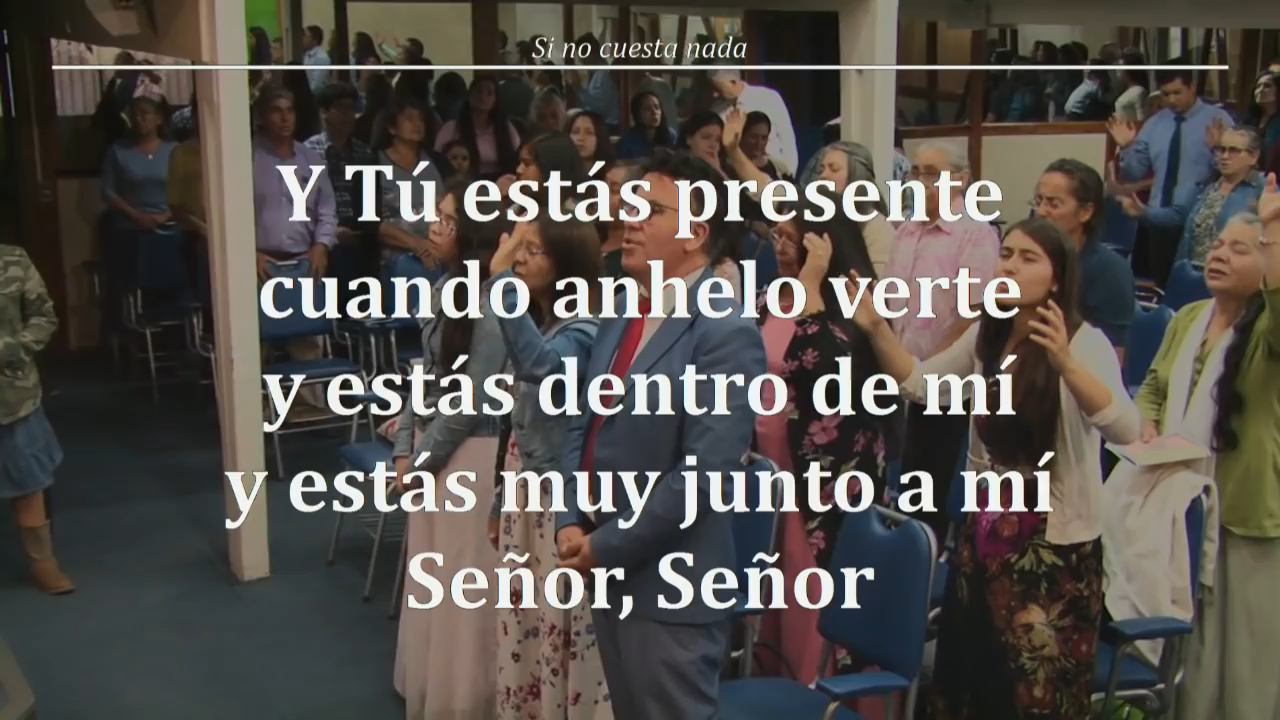 Si no cuesta nada
Y Tú estás presente
cuando anhelo verte
y estás dentro de mí
y estás muy junto a mí
Señor, Señor